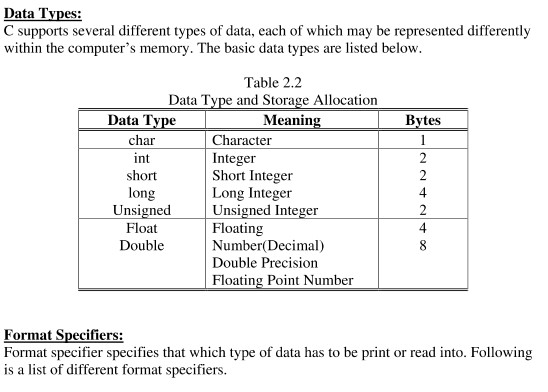 Data Types:
C supports several different types of data, each of which may be represented differently
within the computer's memory. The basic data types are listed below.
Table 2.2
Data Type and Storage Allocation
Data Type Meaning Bytes
char Character 1
int Integer 2
short Short Integer 2
long Long Integer 4
Unsigned Unsigned Integer 2
Float Floating 4
Double Number(Decimal) 8
Double Precision
Floating Point Number
Format Specifiers:
Format specifier specifies that which type of data has to be print or read into. Following
is a list of different format specifiers.